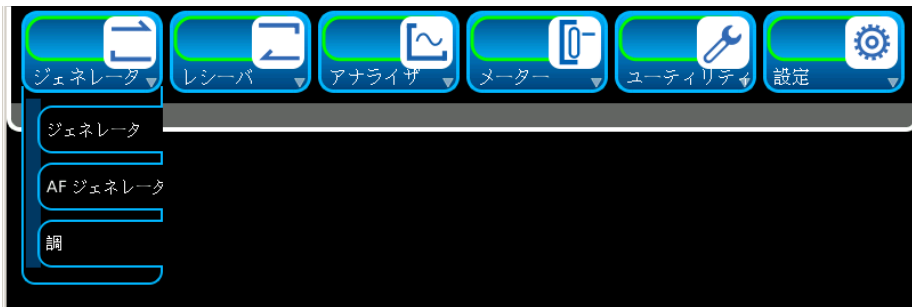 ジェネレータ
レシーバ
アナライザ
メーター
ユーティリティ
設定
ジェネレータ
AF ジェネレータ
調